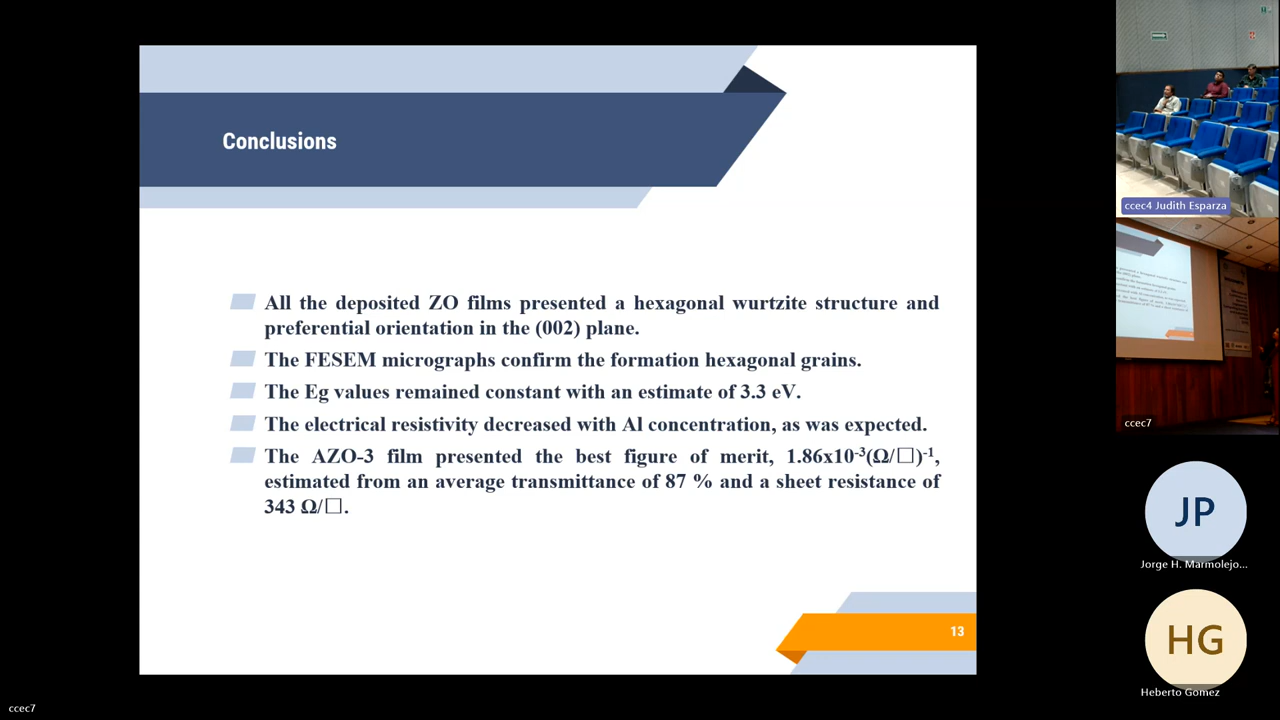 Conclusions
All the deposited ZO films presented a hexagonal wurtzite structure and
preferential orientation in the (002) plane.
The FESEM micrographs confirm the formation hexagonal grains.
The Eg values remained constant with an estimate of 3.3 eV.
The electrical resistivity decreased with Al concentration, as was expected.
The AZO-3 film presented the best figure of merit, 1.86x10⁻³(Ω/□)⁻¹,
estimated from an average transmittance of 87 % and a sheet resistance of
343 Ω/□.
13
ccec4 Judith Esparza
ccec7
JP
Jorge H. Marmolejo...
HG
Heberto Gomez
ccec7